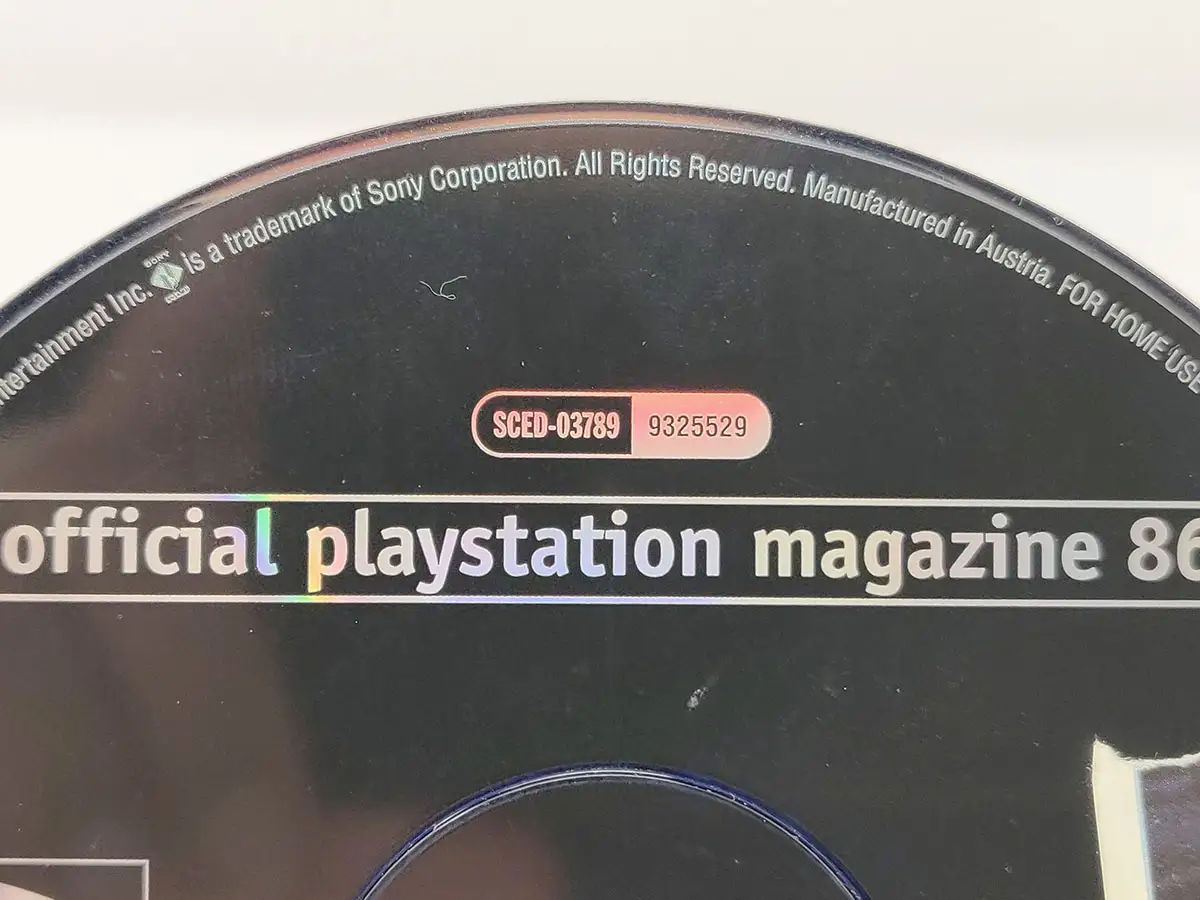 ntertainment Inc. is a trademark of Sony Corporation. All Rights Reserved. Manufactured in Austria. FOR HOME USE
SCED-03789 9325529
official playstation magazine 86